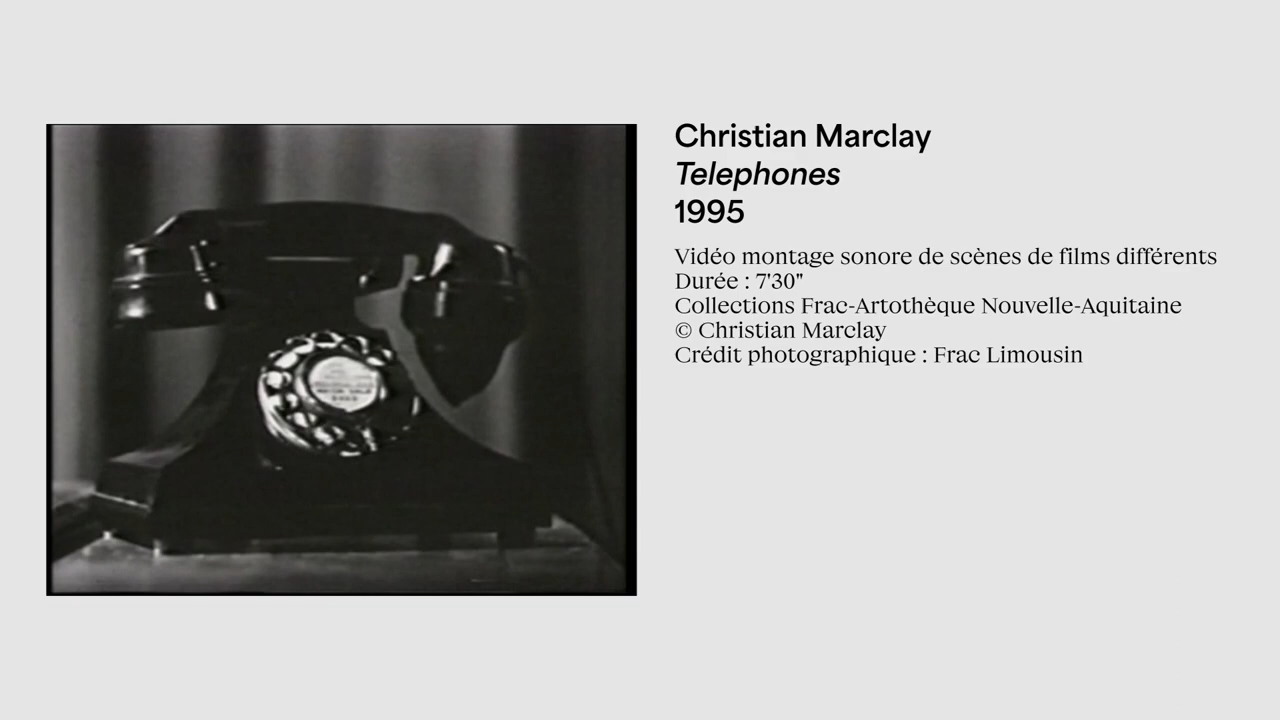 Christian Marclay
Telephones
1995
Vidéo montage sonore de scènes de films différents
Durée : 7'30"
Collections Frac-Artothèque Nouvelle-Aquitaine
© Christian Marclay
Crédit photographique : Frac Limousin